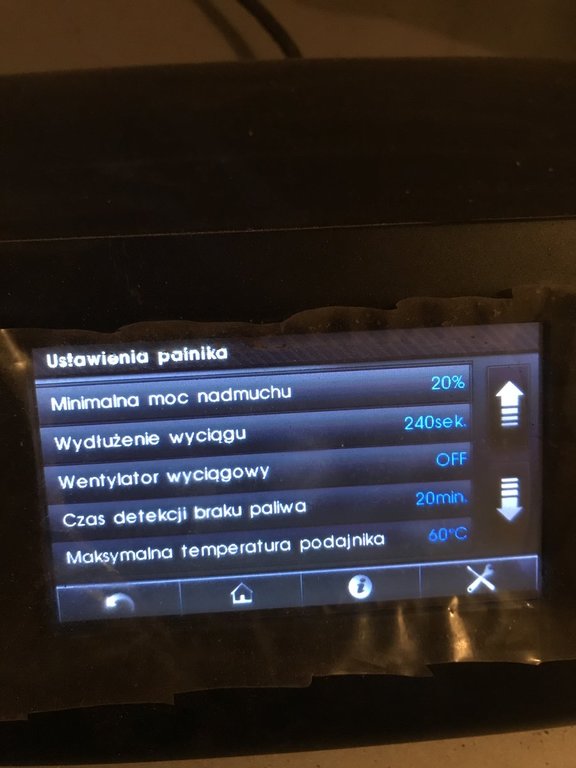 Ustawienia palnika
Minimalna moc nadmuchu 20%
Wydłużenie wyciągu 240sek.
Wentylator wyciągowy OFF
Czas detekcji braku paliwa 20min.
Maksymalna temperatura podajnika 60°C